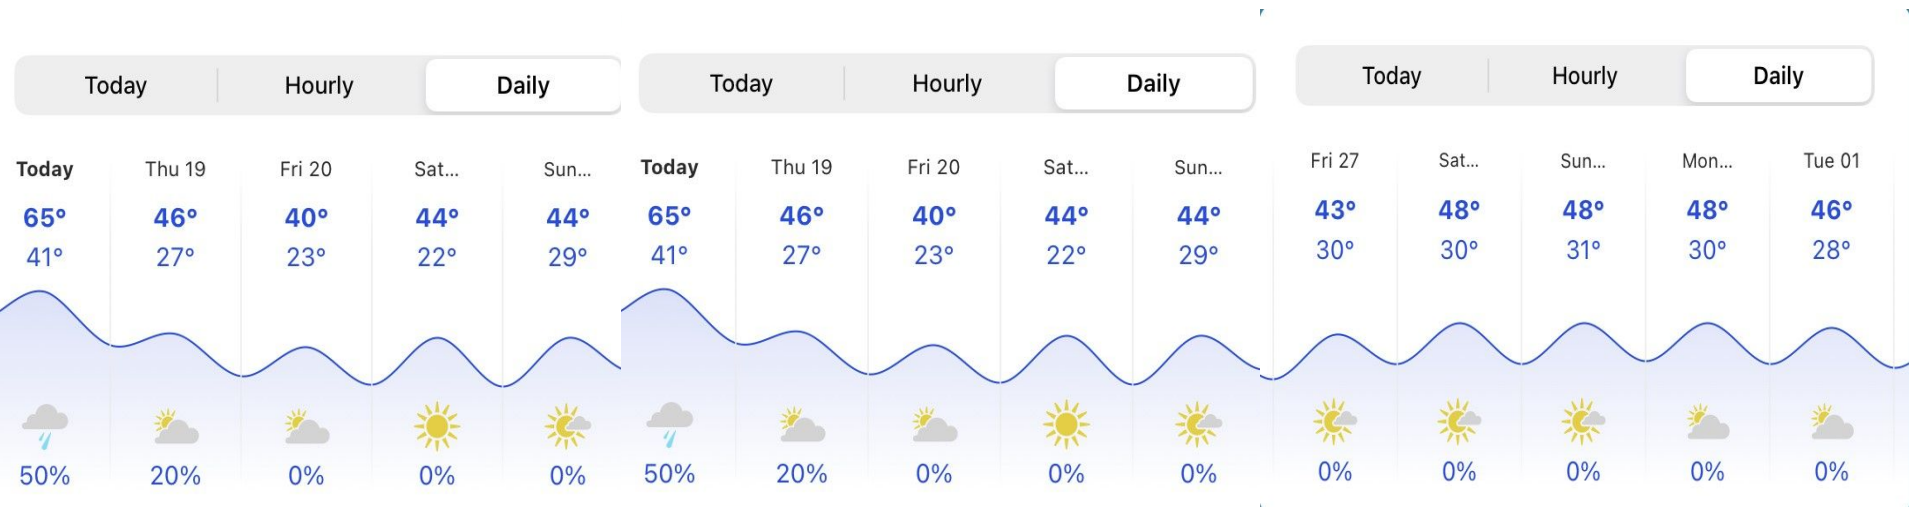 Today Hourly Daily
Today Thu 19 Fri 20 Sat... Sun...
65° 46° 40° 44° 44°
41° 27° 23° 22° 29°
50% 20% 0% 0% 0%
Today Hourly Daily
Today Thu 19 Fri 20 Sat... Sun...
65° 46° 40° 44° 44°
41° 27° 23° 22° 29°
50% 20% 0% 0% 0%
Today Hourly Daily
Fri 27 Sat... Sun... Mon... Tue 01
43° 48° 48° 48° 46°
30° 30° 31° 30° 28°
0% 0% 0% 0% 0%